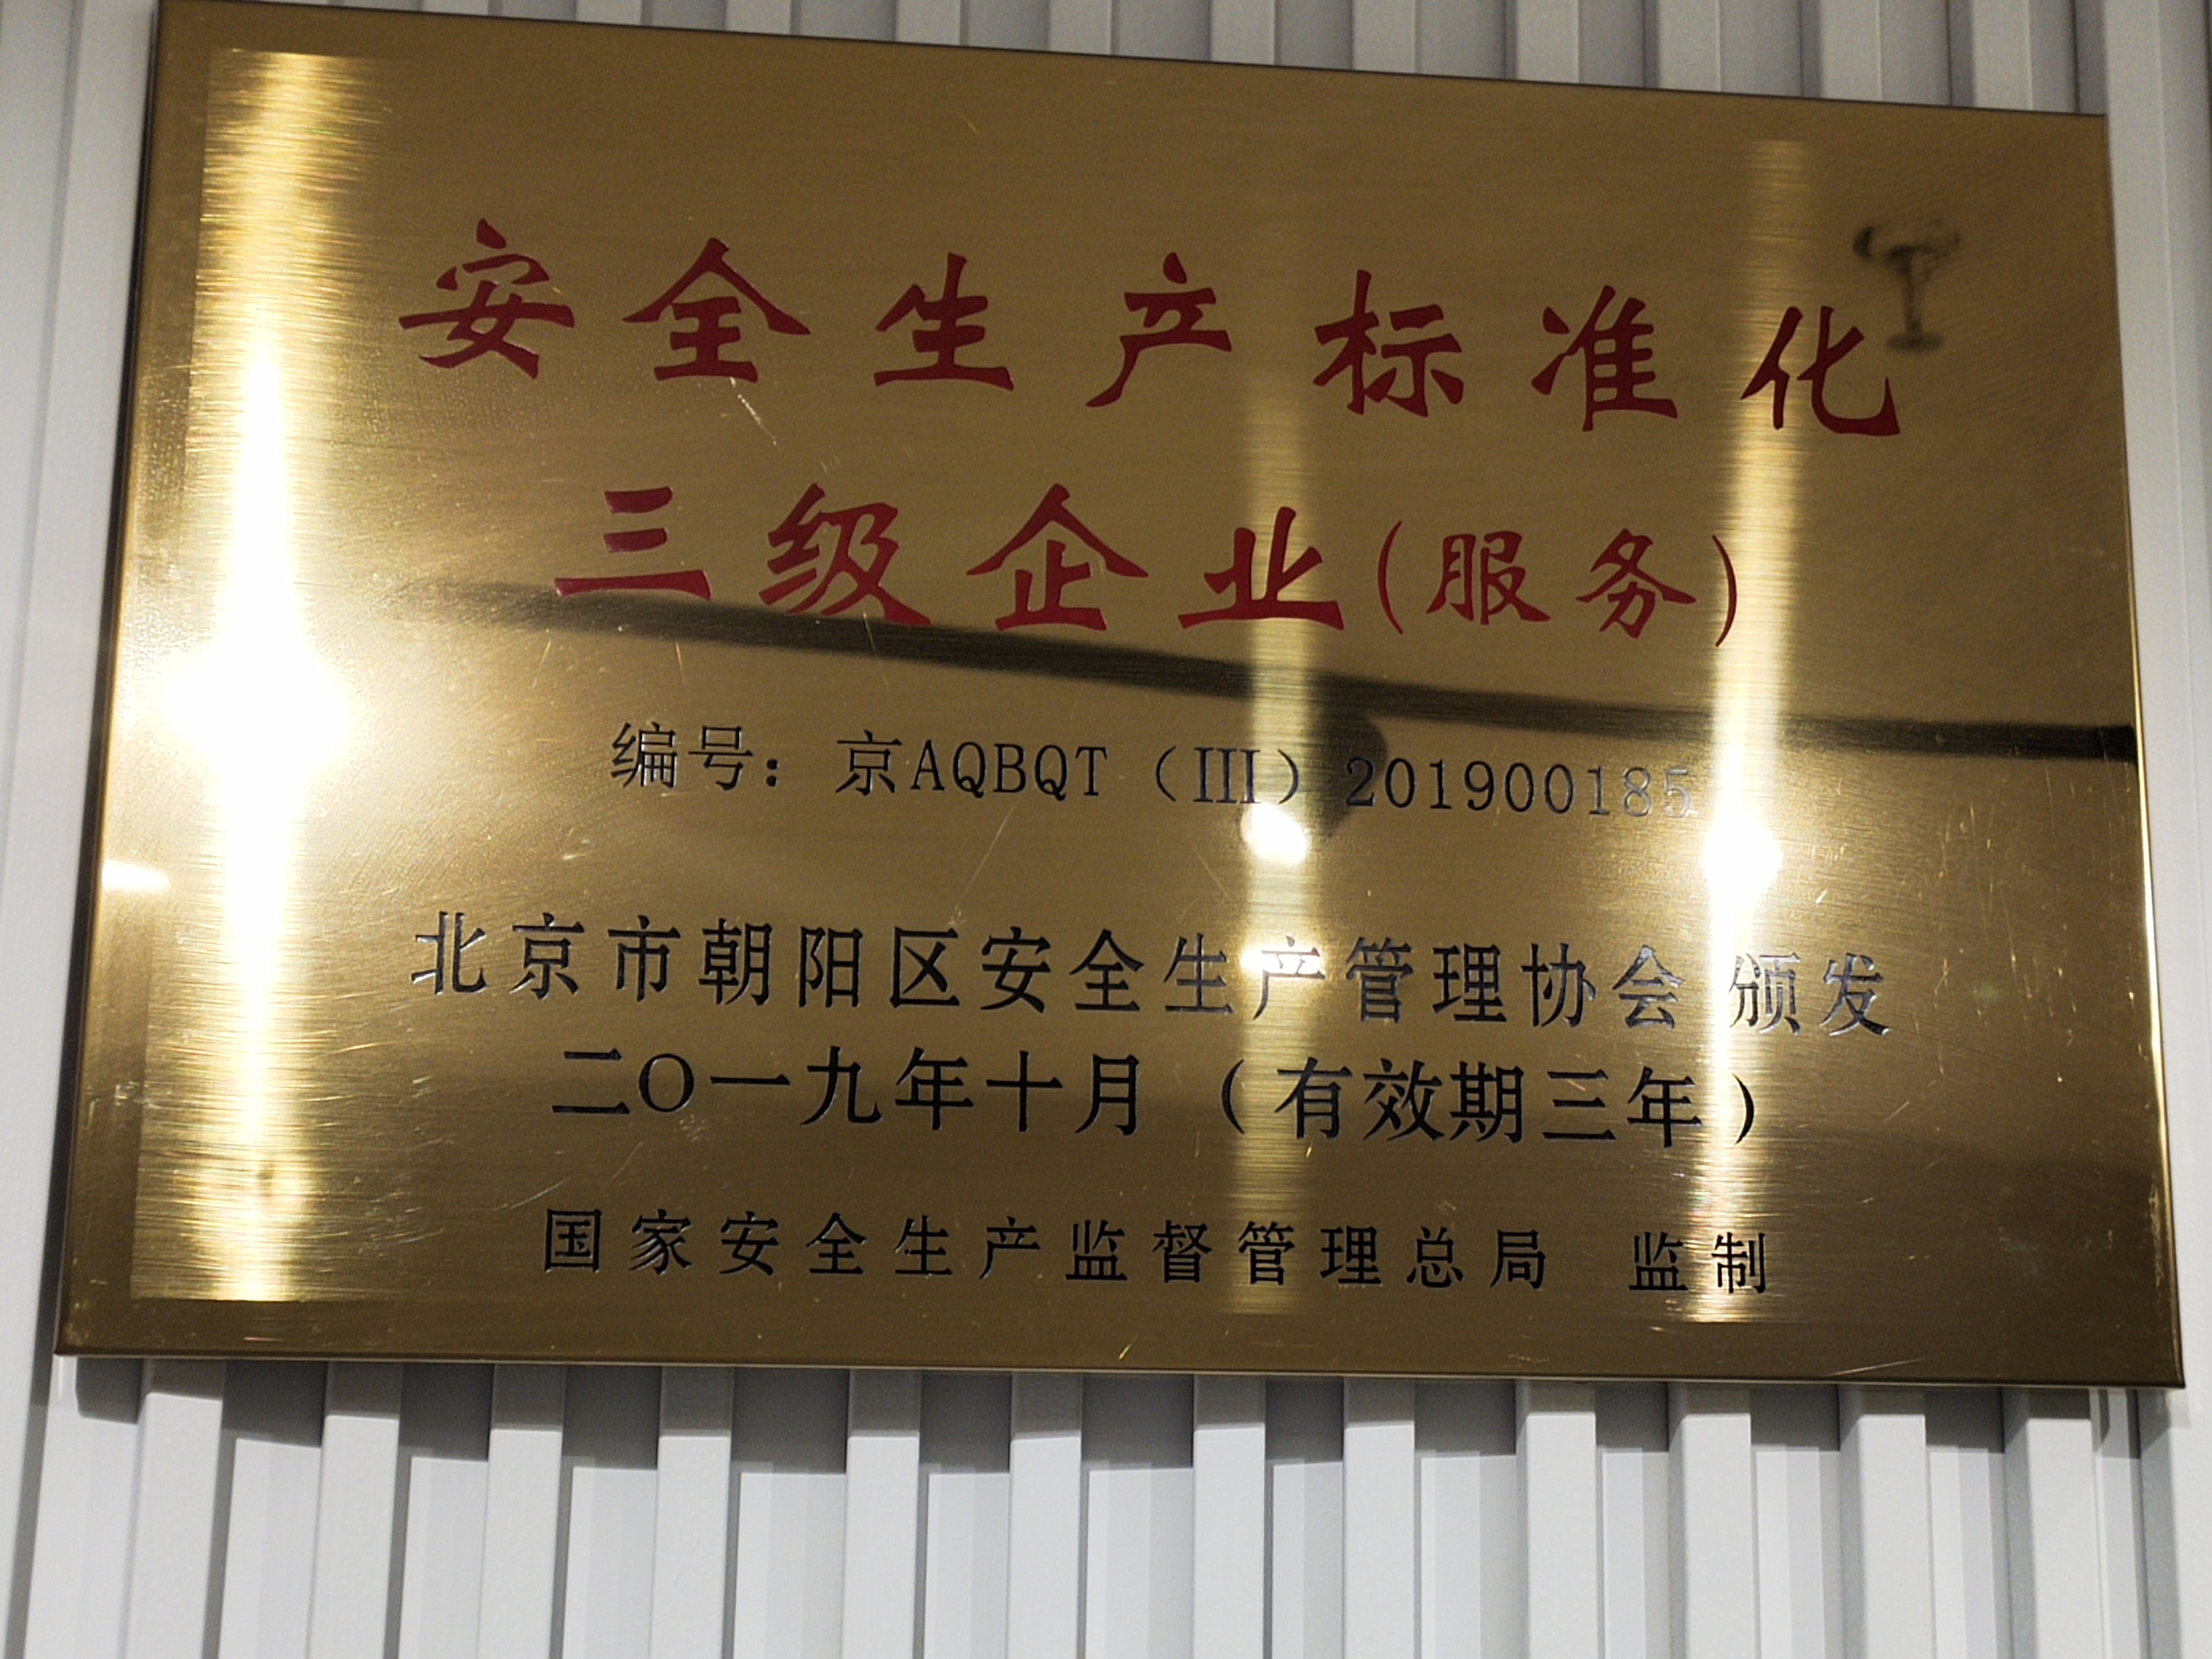 安全生产标准化
三级企业(服务)
编号：京AQBQT（III）201900185
北京市朝阳区安全生产管理协会 颁发
二O一九年十月（有效期三年）
国家安全生产监督管理总局 监制